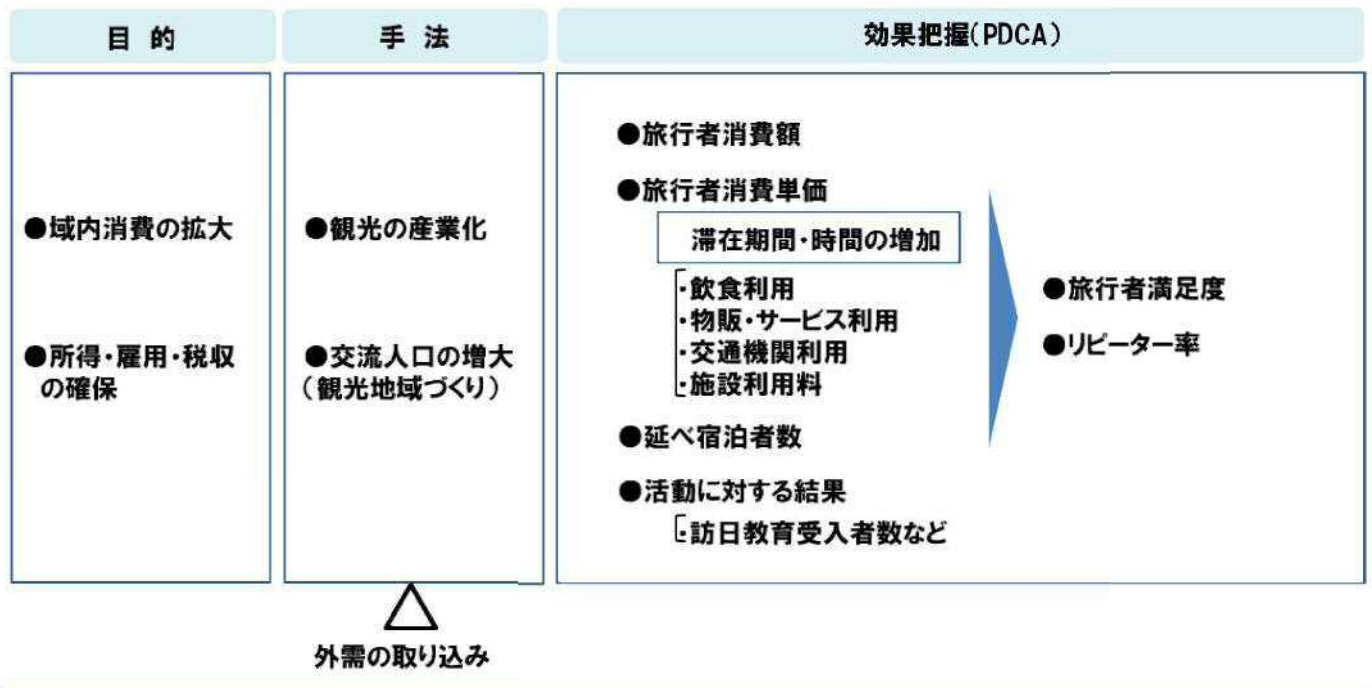 目 的
手 法
効果把握(PDCA)
●域内消費の拡大
●所得・雇用・税収
の確保
●観光の産業化
●交流人口の増大
(観光地域づくり)
●旅行者消費額
●旅行者消費単価
滞在期間・時間の増加
・飲食利用
・物販・サービス利用
・交通機関利用
・施設利用料
●延べ宿泊者数
●活動に対する結果
・訪日教育受入者数など
●旅行者満足度
●リピーター率
外需の取り込み